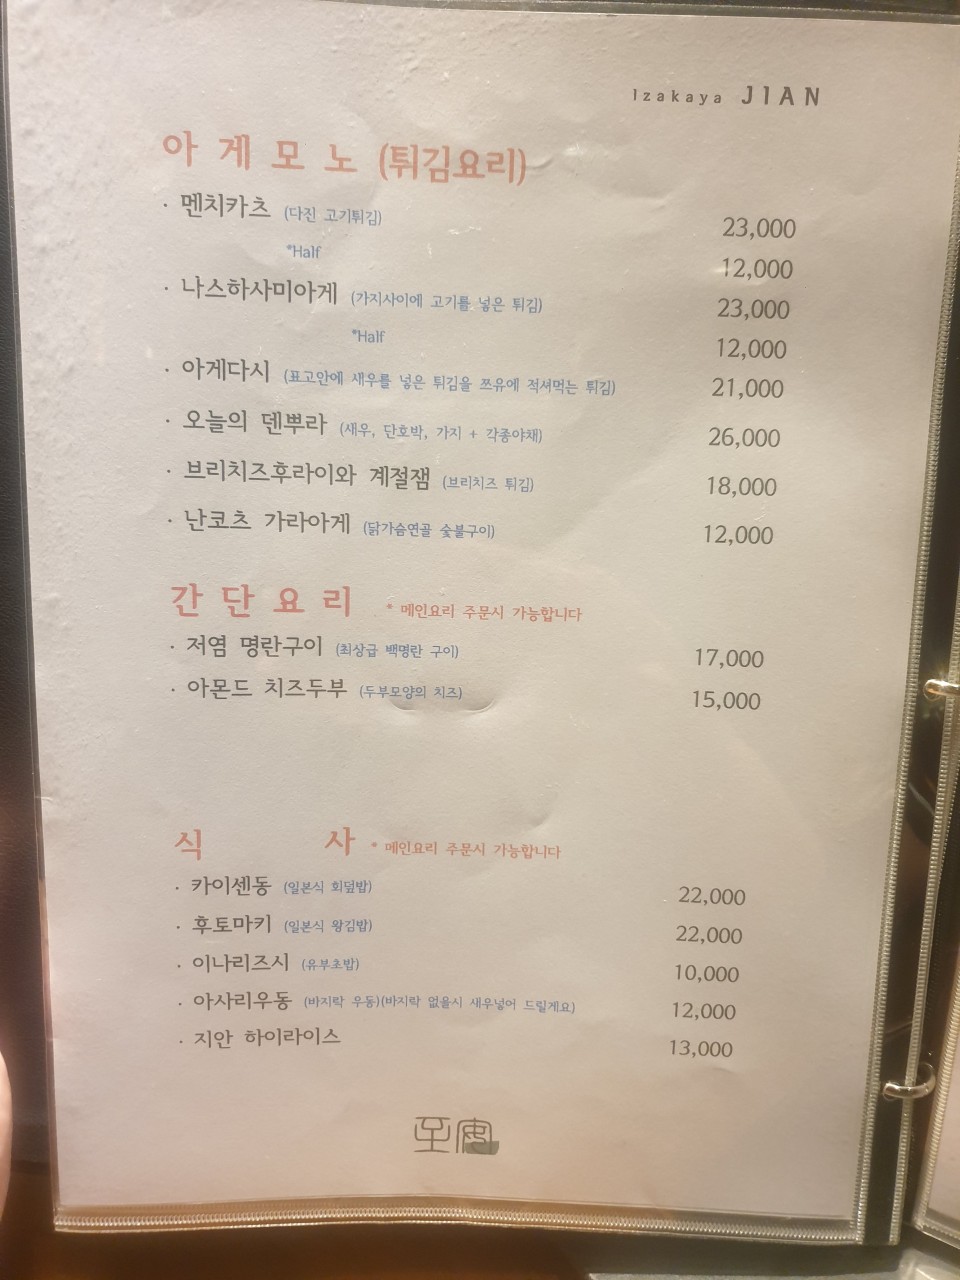 Izakaya JIAN
아게모노 (튀김요리)
· 멘치카츠 (다진 고기튀김) 23,000
*Half 12,000
· 나스하사미아게 (가지사이에 고기를 넣은 튀김) 23,000
*Half 12,000
· 아게다시 (표고안에 새우를 넣은 튀김을 쯔유에 적셔먹는 튀김) 21,000
· 오늘의 덴뿌라 (새우, 단호박, 가지 + 각종야채) 26,000
· 브리치즈후라이와 계절잼 (브리치즈 튀김) 18,000
· 난코츠 가라아게 (닭가슴연골 숯불구이) 12,000
간단요리 * 메인요리 주문시 가능합니다
· 저염 명란구이 (최상급 백명란 구이) 17,000
· 아몬드 치즈두부 (두부모양의 치즈) 15,000
식 사 * 메인요리 주문시 가능합니다
· 카이센동 (일본식 회덮밥) 22,000
· 후토마키 (일본식 왕김밥) 22,000
· 이나리즈시 (유부초밥) 10,000
· 아사리우동 (바지락 우동)(바지락 없을시 새우넣어 드릴게요) 12,000
· 지안 하이라이스 13,000